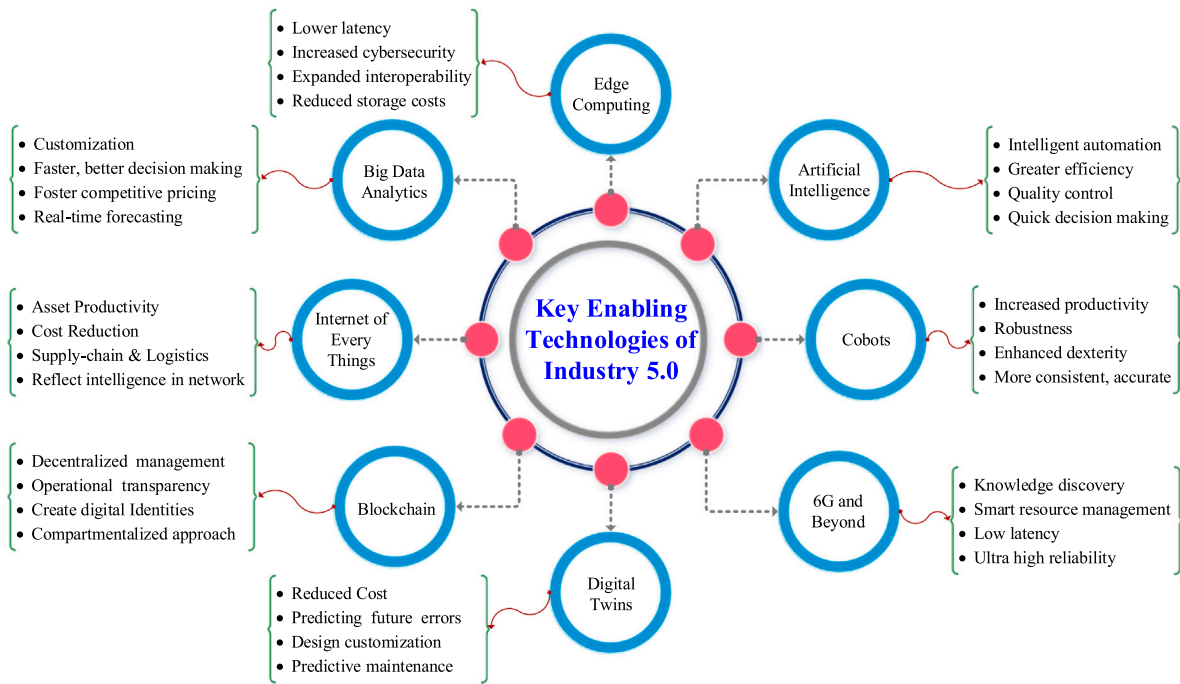 Key Enabling
Technologies of
Industry 5.0
Edge
Computing
• Lower latency
• Increased cybersecurity
• Expanded interoperability
• Reduced storage costs
Artificial
Intelligence
• Intelligent automation
• Greater efficiency
• Quality control
• Quick decision making
Cobots
• Increased productivity
• Robustness
• Enhanced dexterity
• More consistent, accurate
6G and
Beyond
• Knowledge discovery
• Smart resource management
• Low latency
• Ultra high reliability
Digital
Twins
• Reduced Cost
• Predicting future errors
• Design customization
• Predictive maintenance
Blockchain
• Decentralized management
• Operational transparency
• Create digital Identities
• Compartmentalized approach
Internet of
Every
Things
• Asset Productivity
• Cost Reduction
• Supply-chain & Logistics
• Reflect intelligence in network
Big Data
Analytics
• Customization
• Faster, better decision making
• Foster competitive pricing
• Real-time forecasting